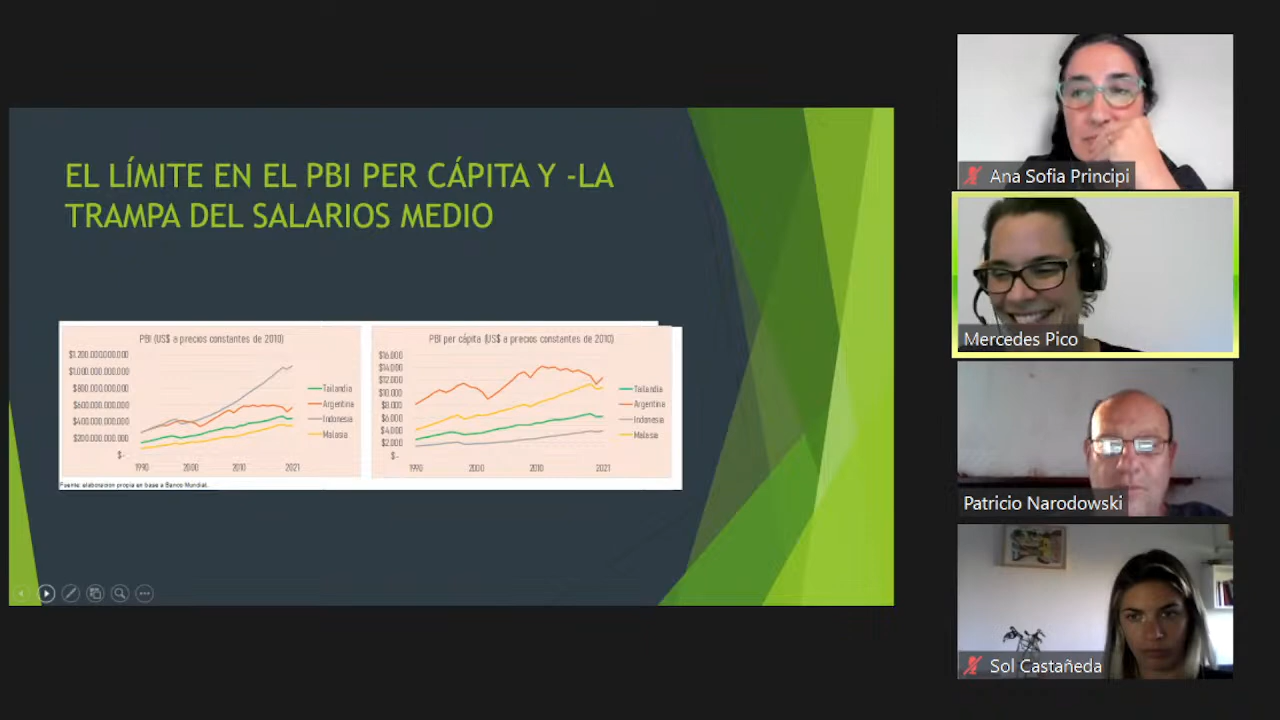 EL LÍMITE EN EL PBI PER CÁPITA Y -LA
TRAMPA DEL SALARIOS MEDIO
PBI (US$ a precios constantes de 2010)
$1.200.000.000.000
$1.000.000.000.000
$800.000.000.000
$600.000.000.000
$400.000.000.000
$200.000.000.000
$-
1990 2000 2010 2021
Tailandia
Argentina
Indonesia
Malasia
PBI per cápita (US$ a precios constantes de 2010)
$16.000
$14.000
$12.000
$10.000
$8.000
$6.000
$4.000
$2.000
$-
1990 2000 2010 2021
Tailandia
Argentina
Indonesia
Malasia
Fuente: elaboracion propia en base a Banco Mundial.
Ana Sofia Principi
Mercedes Pico
Patricio Narodowski
Sol Castañeda